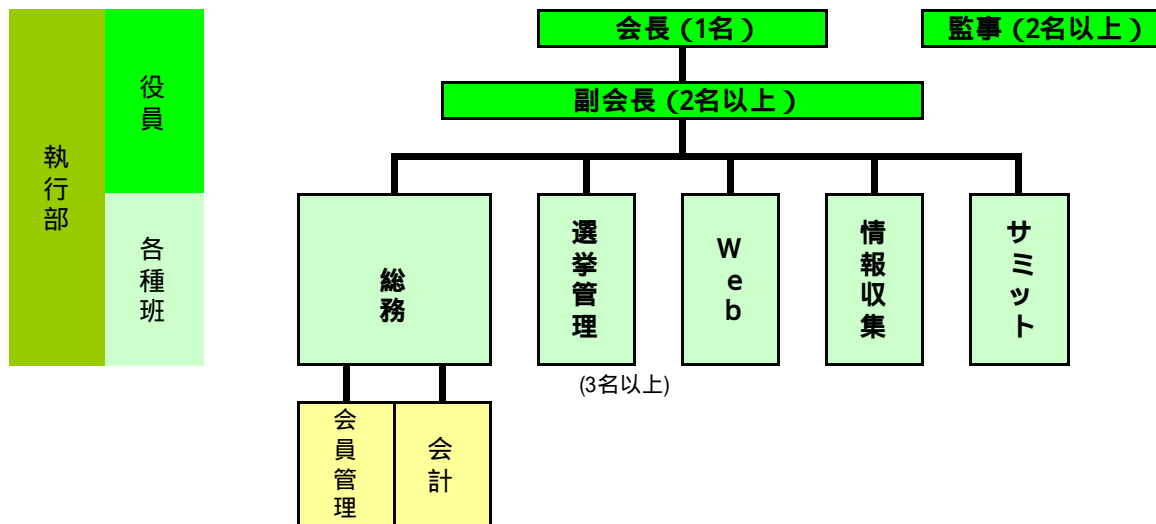 会長（1名）
監事（2名以上）
副会長（2名以上）
執行部
役員
各種班
総務
選挙管理
Web
情報収集
サミット
(3名以上)
会員管理
会計